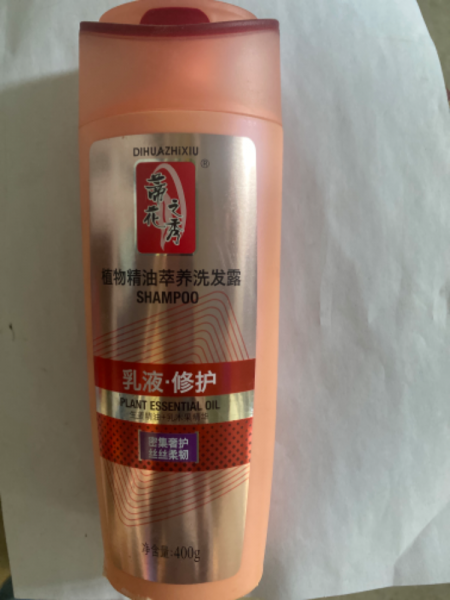 DIHUAZHIXIU
®
蒂花
之秀
植物精油萃养洗发露
SHAMPOO
乳液·修护
PLANT ESSENTIAL OIL
密集奢护
丝丝柔韧
净含量:400g